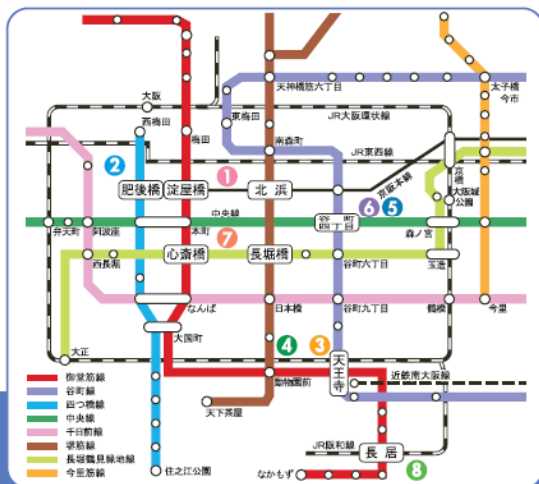 大阪
西梅田
東梅田
梅田
天神橋筋六丁目
太子橋
今市
JR大阪環状線
南森町
JR東西線
京橋
大阪城
公園
2
1
肥後橋
淀屋橋
北浜
京阪本線
6
5
中央線
谷町
四丁目
弁天町
阿波座
本町
森ノ宮
7
西長堀
心斎橋
長堀橋
谷町六丁目
玉造
なんば
日本橋
谷町九丁目
鶴橋
今里
大国町
大正
4
3
天王寺
動物園前
近鉄南大阪線
天下茶屋
JR阪和線
長居
8
住之江公園
なかもず
御堂筋線
谷町線
四つ橋線
中央線
千日前線
堺筋線
長堀鶴見緑地線
今里筋線